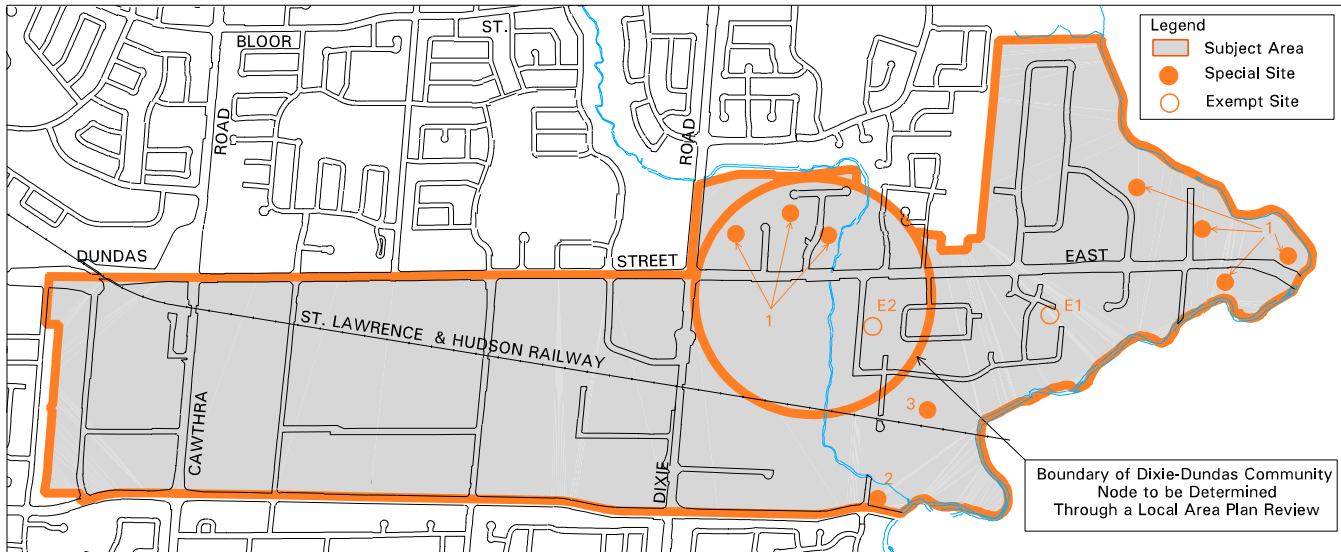 Legend
Subject Area
Special Site
Exempt Site
BLOOR
ST.
ROAD
ROAD
DUNDAS
STREET
EAST
1
1
E2
E1
ST. LAWRENCE & HUDSON RAILWAY
3
CAWTHRA
DIXIE
2
Boundary of Dixie-Dundas Community
Node to be Determined
Through a Local Area Plan Review